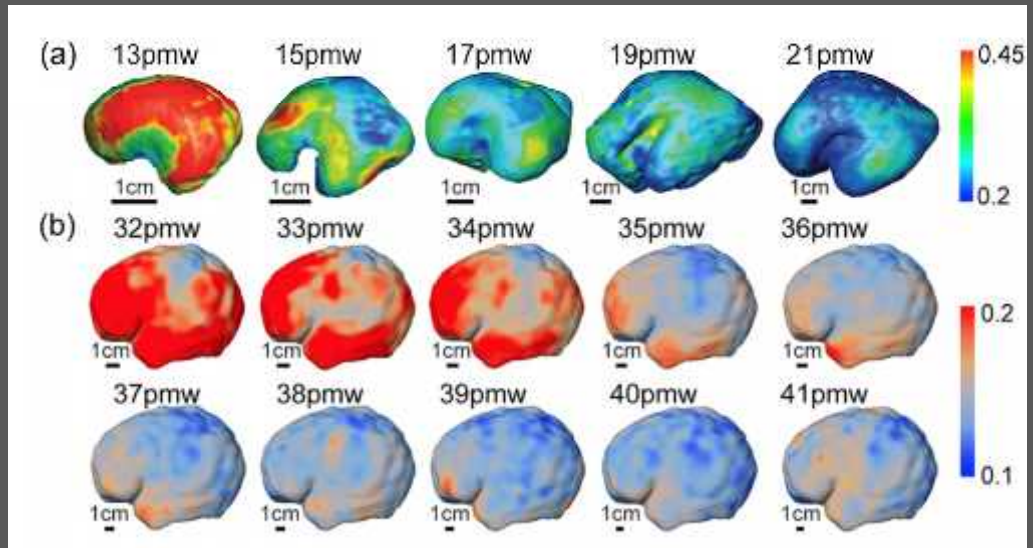 (a) 13pmw 15pmw 17pmw 19pmw 21pmw 0.45
1cm 1cm 1cm 1cm 1cm 0.2
(b) 32pmw 33pmw 34pmw 35pmw 36pmw
1cm 1cm 1cm 1cm 1cm 0.2
37pmw 38pmw 39pmw 40pmw 41pmw
1cm 1cm 1cm 1cm 1cm 0.1